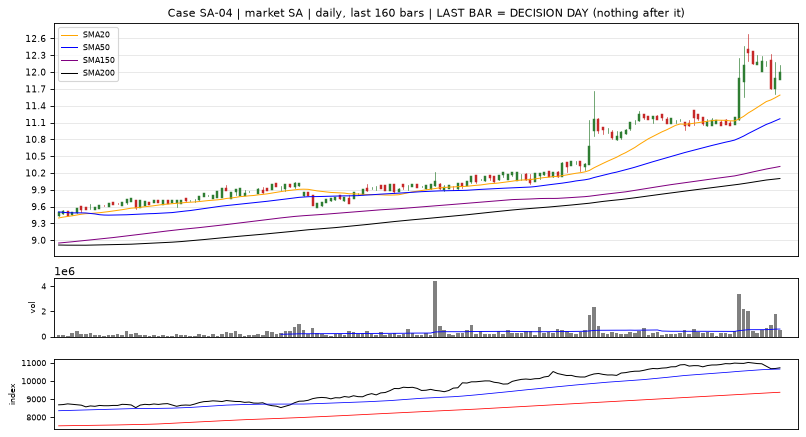 Case SA-04 | market SA | daily, last 160 bars | LAST BAR = DECISION DAY (nothing after it)
SMA20
SMA50
SMA150
SMA200
12.6
12.3
12.0
11.7
11.4
11.1
10.8
10.5
10.2
9.9
9.6
9.3
9.0
1e6
4
2
0
vol
11000
10000
9000
8000
index